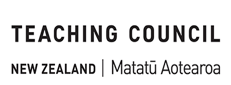 TEACHING COUNCIL
NEW ZEALAND | Matatū Aotearoa